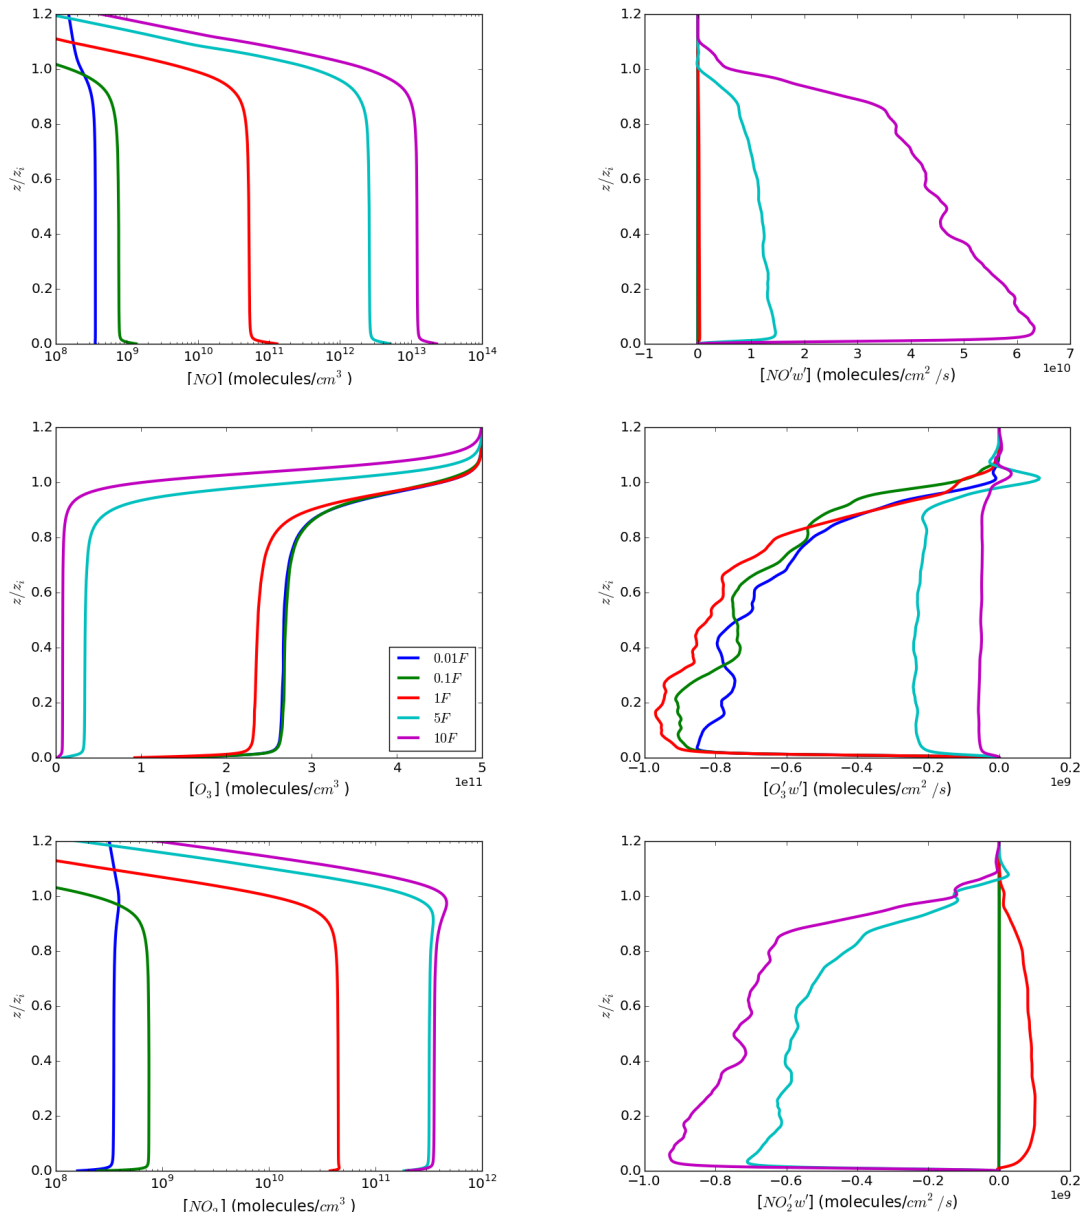 1.2 1.0 0.8 0.6 0.4 0.2 0.0
z/z_i
10^8 10^9 10^10 10^11 10^12 10^13 10^14
[NO] (molecules/cm^3 )
1.2 1.0 0.8 0.6 0.4 0.2 0.0
z/z_i
−1 0 1 2 3 4 5 6 7
1e10
[NO'w'] (molecules/cm^2 /s)
1.2 1.0 0.8 0.6 0.4 0.2 0.0
z/z_i
0.01F
0.1F
1F
5F
10F
0 1 2 3 4 5
1e11
[O_3] (molecules/cm^3 )
1.2 1.0 0.8 0.6 0.4 0.2 0.0
z/z_i
−1.0 −0.8 −0.6 −0.4 −0.2 0.0 0.2
1e9
[O_3'w'] (molecules/cm^2 /s)
1.2 1.0 0.8 0.6 0.4 0.2 0.0
z/z_i
10^8 10^9 10^10 10^11 10^12
[NO_2] (molecules/cm^3 )
1.2 1.0 0.8 0.6 0.4 0.2 0.0
z/z_i
−1.0 −0.8 −0.6 −0.4 −0.2 0.0 0.2
1e9
[NO_2'w'] (molecules/cm^2 /s)